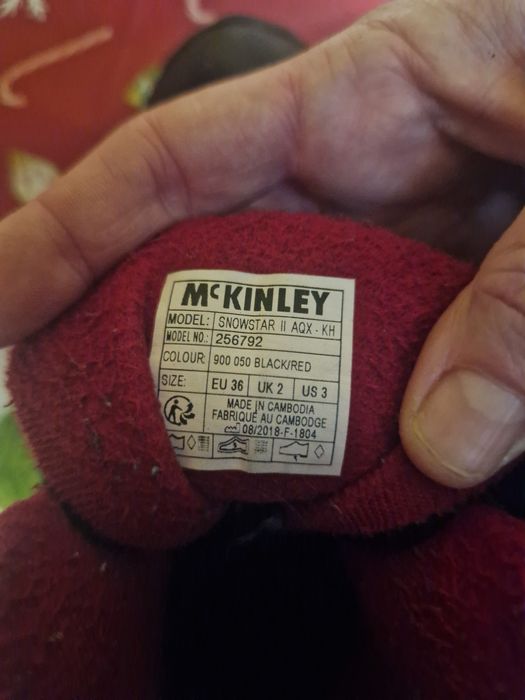 McKINLEY
MODEL: SNOWSTAR II AQX - KH
MODEL NO.: 256792
COLOUR: 900 050 BLACK/RED
SIZE: EU 36 UK 2 US 3
MADE IN CAMBODIA
FABRIQUÉ AU CAMBODGE
08/2018-F-1804